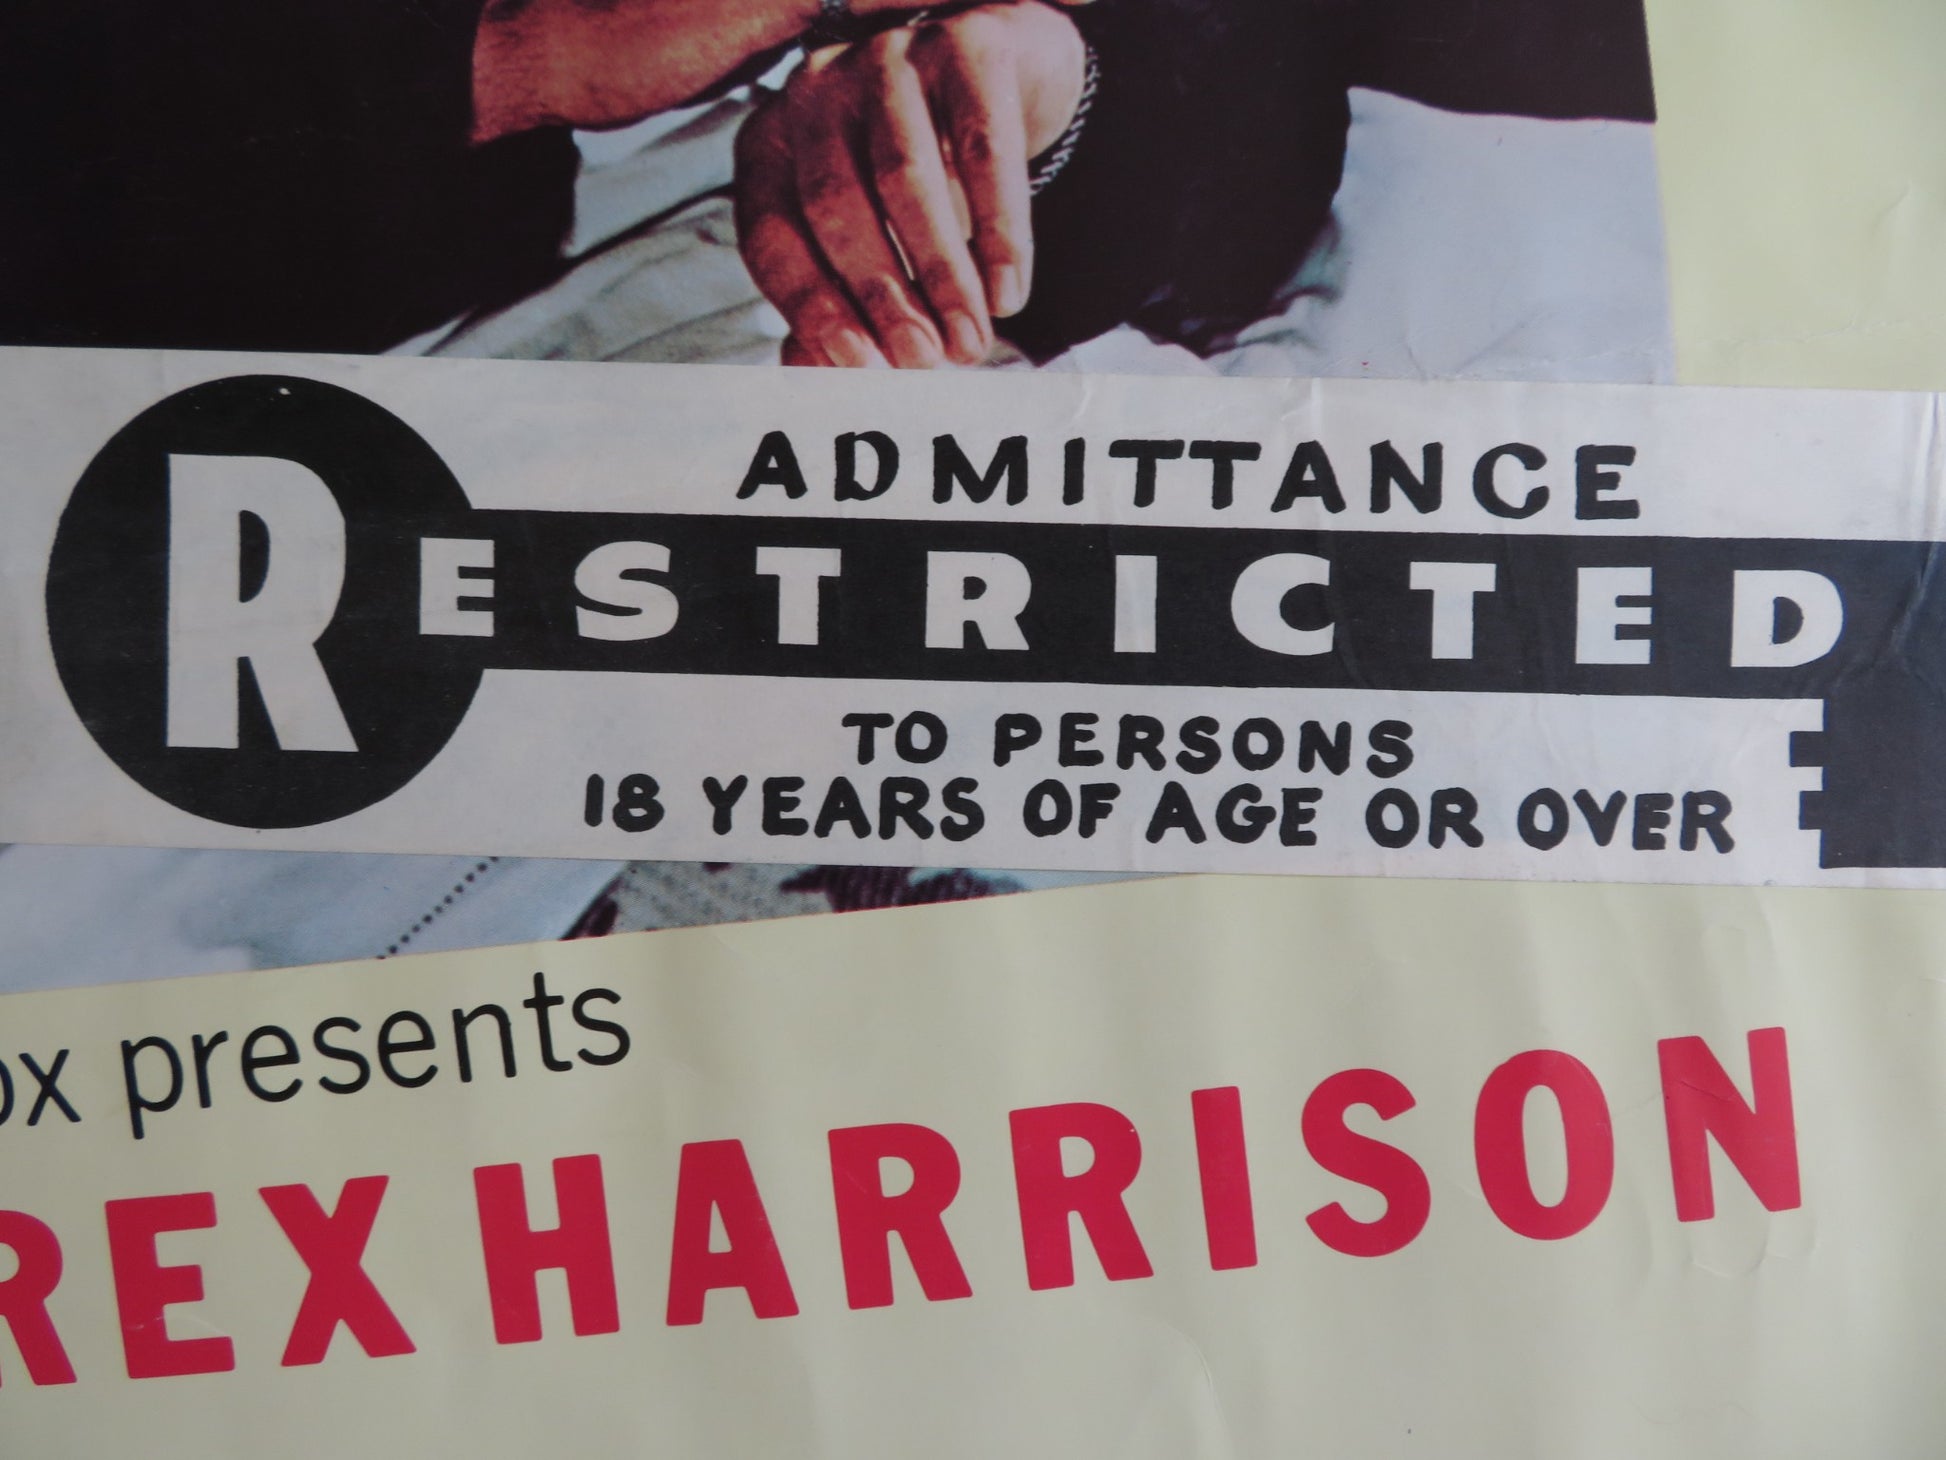 ADMITTANCE
RESTRICTED
TO PERSONS
18 YEARS OF AGE OR OVER
presents
REX HARRISON